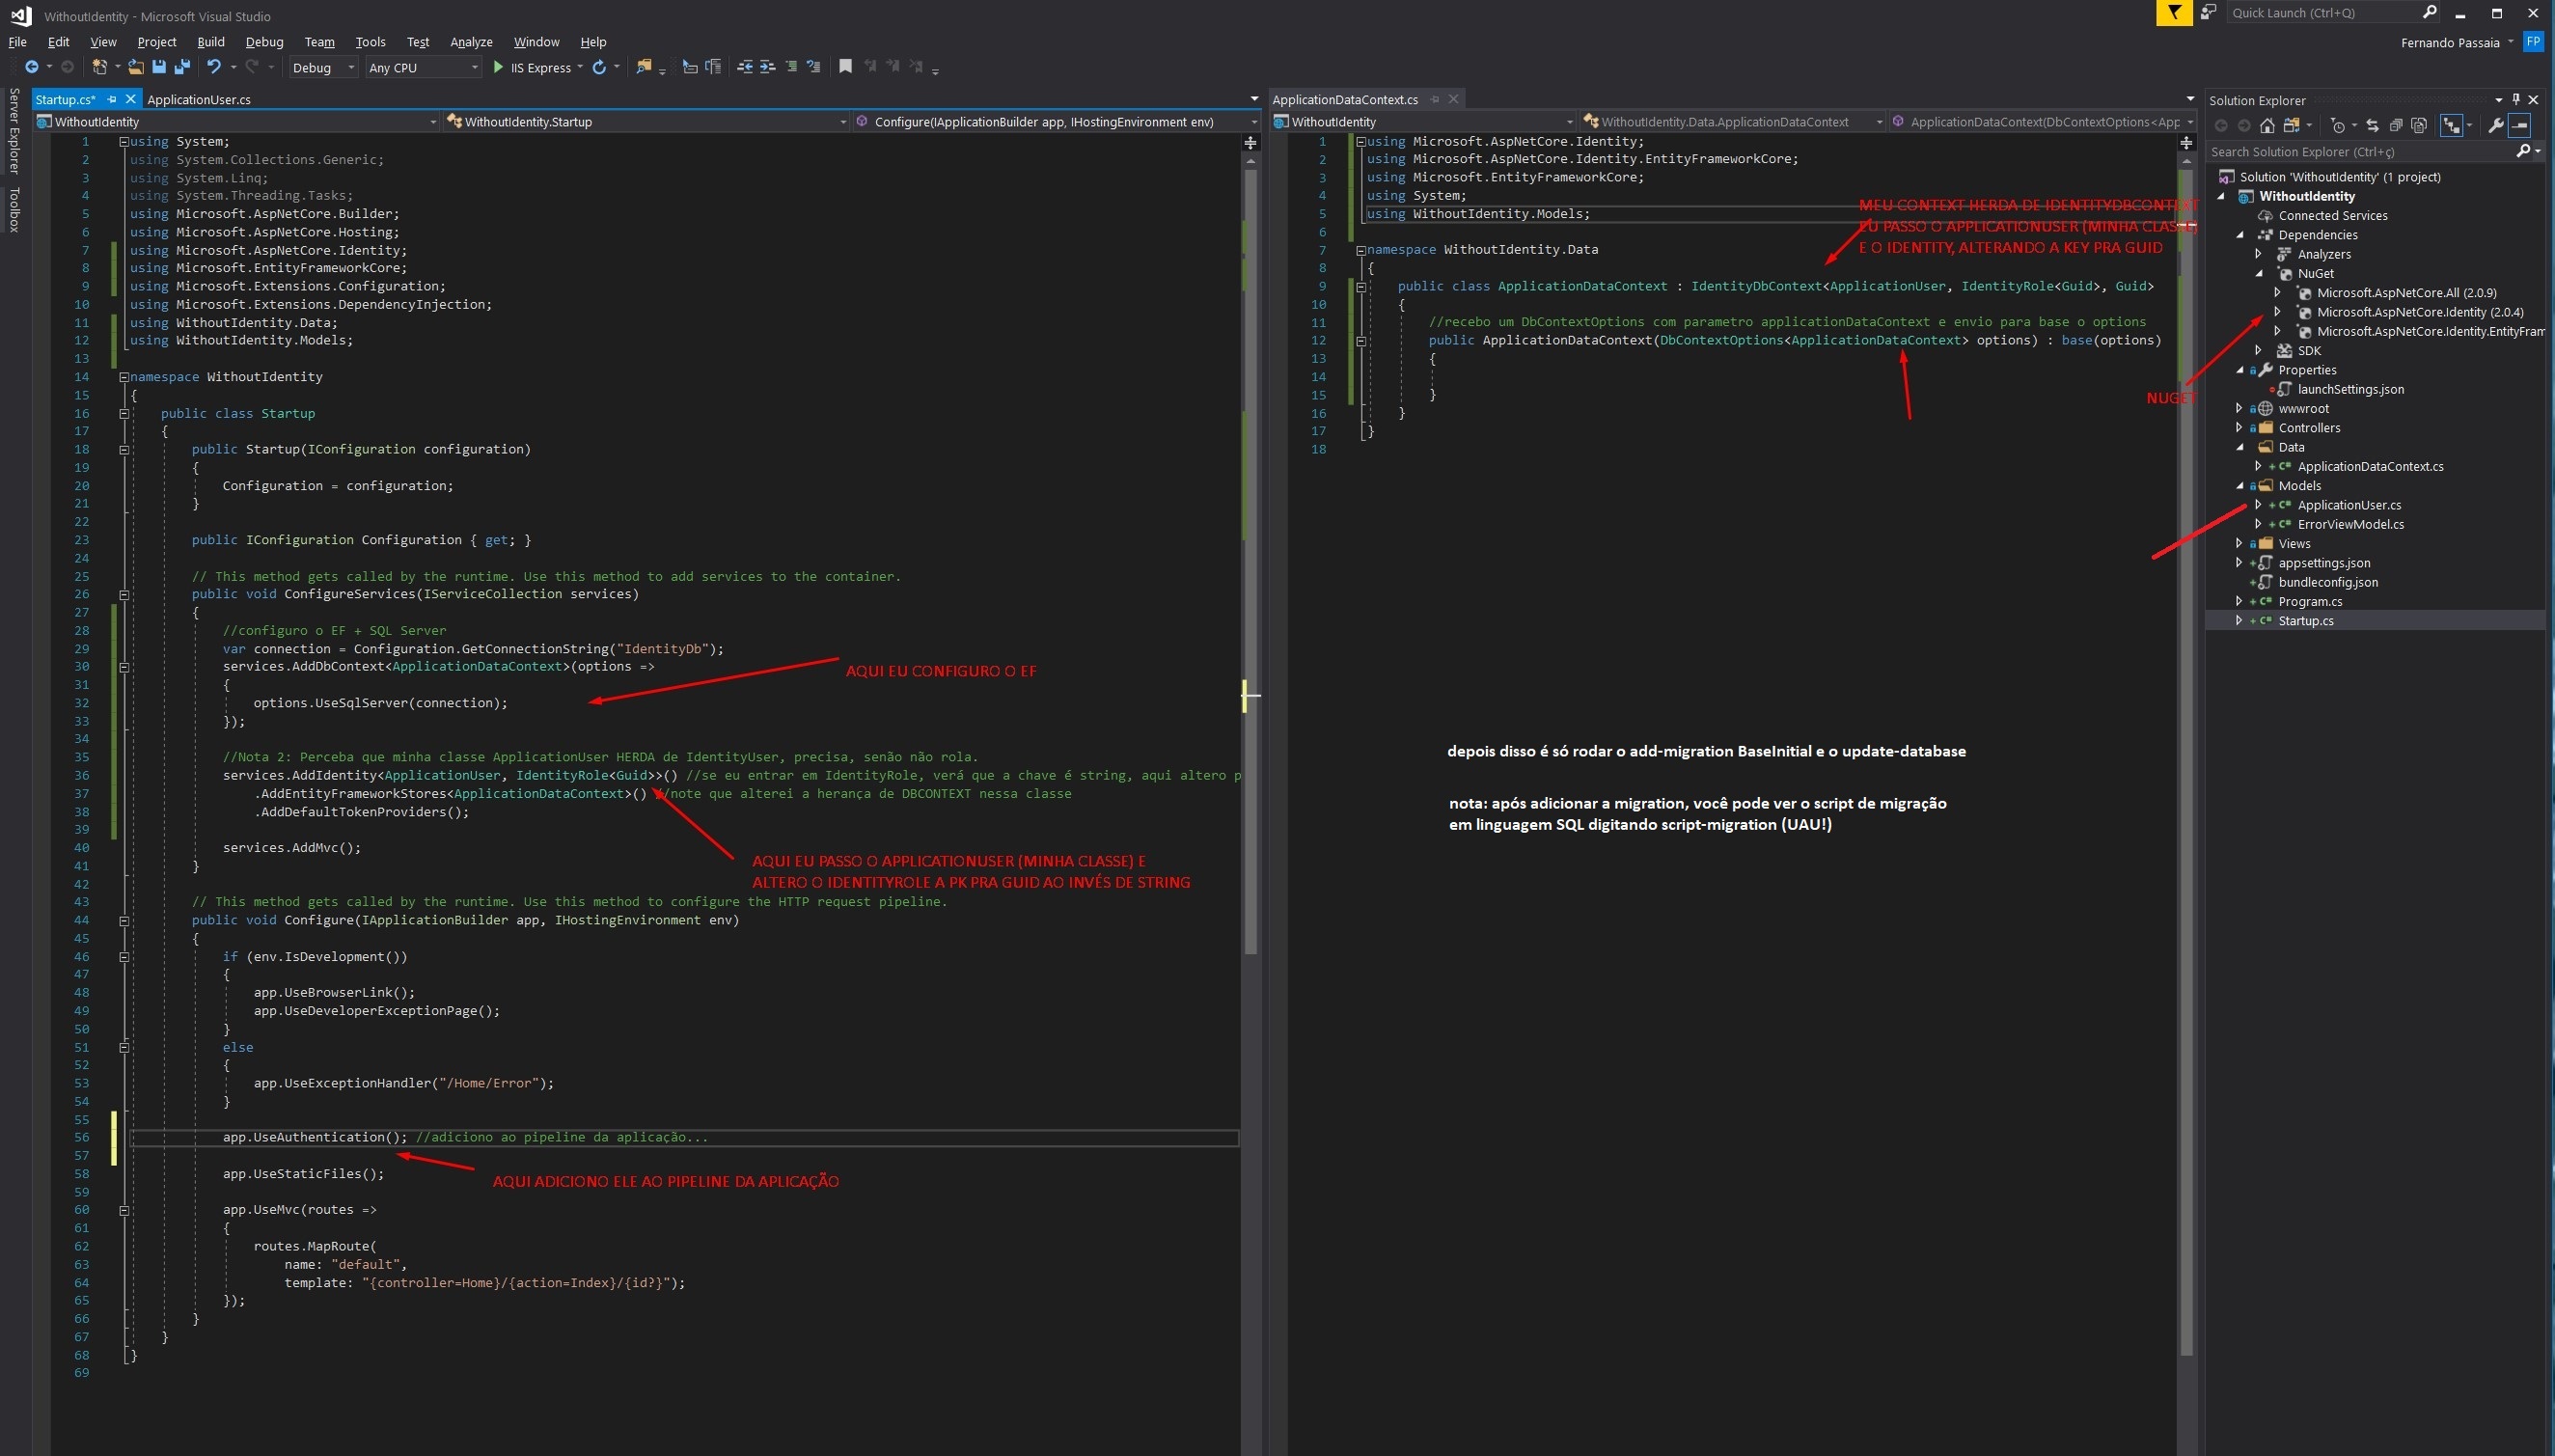 WithoutIdentity - Microsoft Visual Studio
Quick Launch (Ctrl+Q)
File Edit View Project Build Debug Team Tools Test Analyze Window Help
Fernando Passaia FP
Debug Any CPU IIS Express
Server Explorer
Toolbox
Startup.cs* ApplicationUser.cs
WithoutIdentity WithoutIdentity.Startup Configure(IApplicationBuilder app, IHostingEnvironment env)
1 using System;
2 using System.Collections.Generic;
3 using System.Linq;
4 using System.Threading.Tasks;
5 using Microsoft.AspNetCore.Builder;
6 using Microsoft.AspNetCore.Hosting;
7 using Microsoft.AspNetCore.Identity;
8 using Microsoft.EntityFrameworkCore;
9 using Microsoft.Extensions.Configuration;
10 using Microsoft.Extensions.DependencyInjection;
11 using WithoutIdentity.Data;
12 using WithoutIdentity.Models;
13
14 namespace WithoutIdentity
15 {
16 public class Startup
17 {
18 public Startup(IConfiguration configuration)
19 {
20 Configuration = configuration;
21 }
22
23 public IConfiguration Configuration { get; }
24
25 // This method gets called by the runtime. Use this method to add services to the container.
26 public void ConfigureServices(IServiceCollection services)
27 {
28 //configuro o EF + SQL Server
29 var connection = Configuration.GetConnectionString("IdentityDb");
30 services.AddDbContext<ApplicationDataContext>(options =>
31 {
32 options.UseSqlServer(connection);
33 });
34
35 //Nota 2: Perceba que minha classe ApplicationUser HERDA de IdentityUser, precisa, senão não rola.
36 services.AddIdentity<ApplicationUser, IdentityRole<Guid>>() //se eu entrar em IdentityRole, verá que a chave é string, aqui altero p
37 .AddEntityFrameworkStores<ApplicationDataContext>() //note que alterei a herança de DBCONTEXT nessa classe
38 .AddDefaultTokenProviders();
39
40 services.AddMvc();
41 }
42
43 // This method gets called by the runtime. Use this method to configure the HTTP request pipeline.
44 public void Configure(IApplicationBuilder app, IHostingEnvironment env)
45 {
46 if (env.IsDevelopment())
47 {
48 app.UseBrowserLink();
49 app.UseDeveloperExceptionPage();
50 }
51 else
52 {
53 app.UseExceptionHandler("/Home/Error");
54 }
55
56 app.UseAuthentication(); //adiciono ao pipeline da aplicação...
57
58 app.UseStaticFiles();
59
60 app.UseMvc(routes =>
61 {
62 routes.MapRoute(
63 name: "default",
64 template: "{controller=Home}/{action=Index}/{id?}");
65 });
66 }
67 }
68 }
69
AQUI EU CONFIGURO O EF
AQUI EU PASSO O APPLICATIONUSER (MINHA CLASSE) E
ALTERO O IDENTITYROLE A PK PRA GUID AO INVÉS DE STRING
AQUI ADICIONO ELE AO PIPELINE DA APLICAÇÃO
ApplicationDataContext.cs
WithoutIdentity WithoutIdentity.Data.ApplicationDataContext ApplicationDataContext(DbContextOptions<App
1 using Microsoft.AspNetCore.Identity;
2 using Microsoft.AspNetCore.Identity.EntityFrameworkCore;
3 using Microsoft.EntityFrameworkCore;
4 using System;
5 using WithoutIdentity.Models;
6
7 namespace WithoutIdentity.Data
8 {
9 public class ApplicationDataContext : IdentityDbContext<ApplicationUser, IdentityRole<Guid>, Guid>
10 {
11 //recebo um DbContextOptions com parametro applicationDataContext e envio para base o options
12 public ApplicationDataContext(DbContextOptions<ApplicationDataContext> options) : base(options)
13 {
14
15 }
16 }
17 }
18
MEU CONTEXT HERDA DE IDENTITYDBCONTEXT
EU PASSO O APPLICATIONUSER (MINHA CLASSE)
E O IDENTITY, ALTERANDO A KEY PRA GUID
NUGET
depois disso é só rodar o add-migration BaseInitial e o update-database
nota: após adicionar a migration, você pode ver o script de migração
em linguagem SQL digitando script-migration (UAU!)
Solution Explorer
Search Solution Explorer (Ctrl+ç)
Solution 'WithoutIdentity' (1 project)
WithoutIdentity
Connected Services
Dependencies
Analyzers
NuGet
Microsoft.AspNetCore.All (2.0.9)
Microsoft.AspNetCore.Identity (2.0.4)
Microsoft.AspNetCore.Identity.EntityFram
SDK
Properties
launchSettings.json
wwwroot
Controllers
Data
ApplicationDataContext.cs
Models
ApplicationUser.cs
ErrorViewModel.cs
Views
appsettings.json
bundleconfig.json
Program.cs
Startup.cs